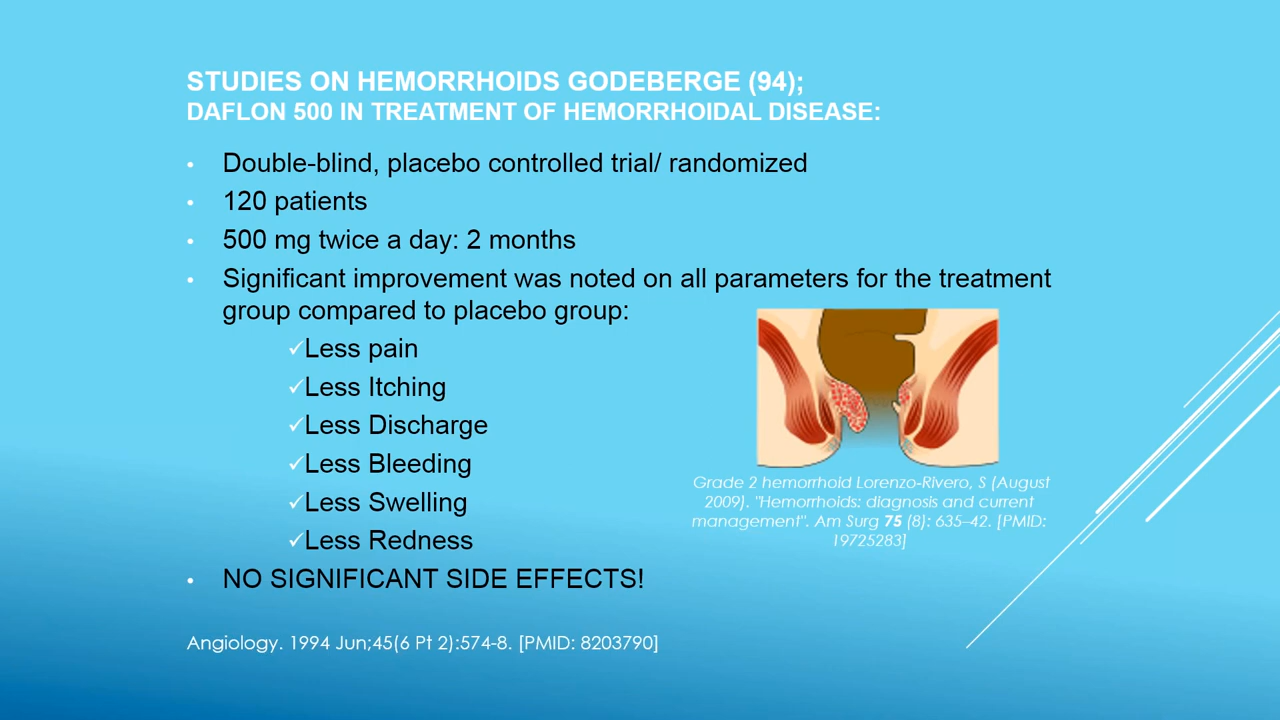 STUDIES ON HEMORRHOIDS GODEBERGE (94);
DAFLON 500 IN TREATMENT OF HEMORRHOIDAL DISEASE:
• Double-blind, placebo controlled trial/ randomized
• 120 patients
• 500 mg twice a day: 2 months
• Significant improvement was noted on all parameters for the treatment
group compared to placebo group:
✓Less pain
✓Less Itching
✓Less Discharge
✓Less Bleeding
✓Less Swelling
✓Less Redness
• NO SIGNIFICANT SIDE EFFECTS!
Grade 2 hemorrhoid Lorenzo-Rivero, S (August
2009). "Hemorrhoids: diagnosis and current
management". Am Surg 75 (8): 635–42. [PMID:
19725283]
Angiology. 1994 Jun;45(6 Pt 2):574-8. [PMID: 8203790]